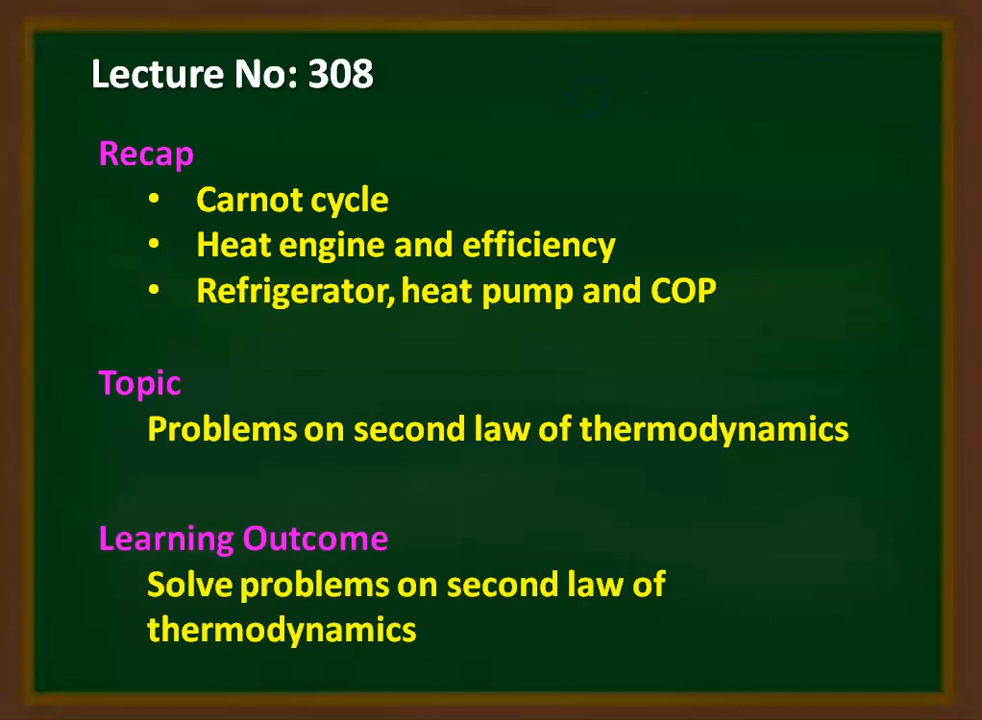 Lecture No: 308
Recap
• Carnot cycle
• Heat engine and efficiency
• Refrigerator, heat pump and COP
Topic
Problems on second law of thermodynamics
Learning Outcome
Solve problems on second law of
thermodynamics